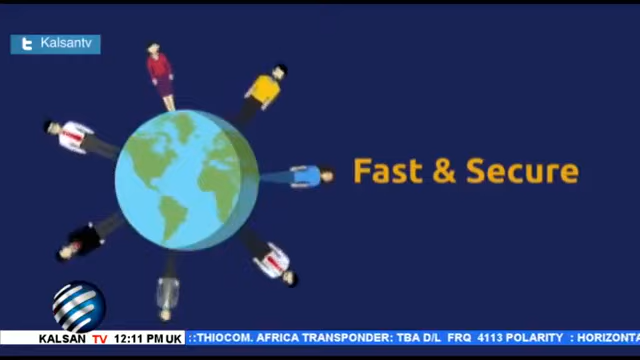 Kalsantv
Fast & Secure
KALSAN TV 12:11 PM UK ::THIOCOM. AFRICA TRANSPONDER: TBA D/L FRQ 4113 POLARITY : HORIZONTA